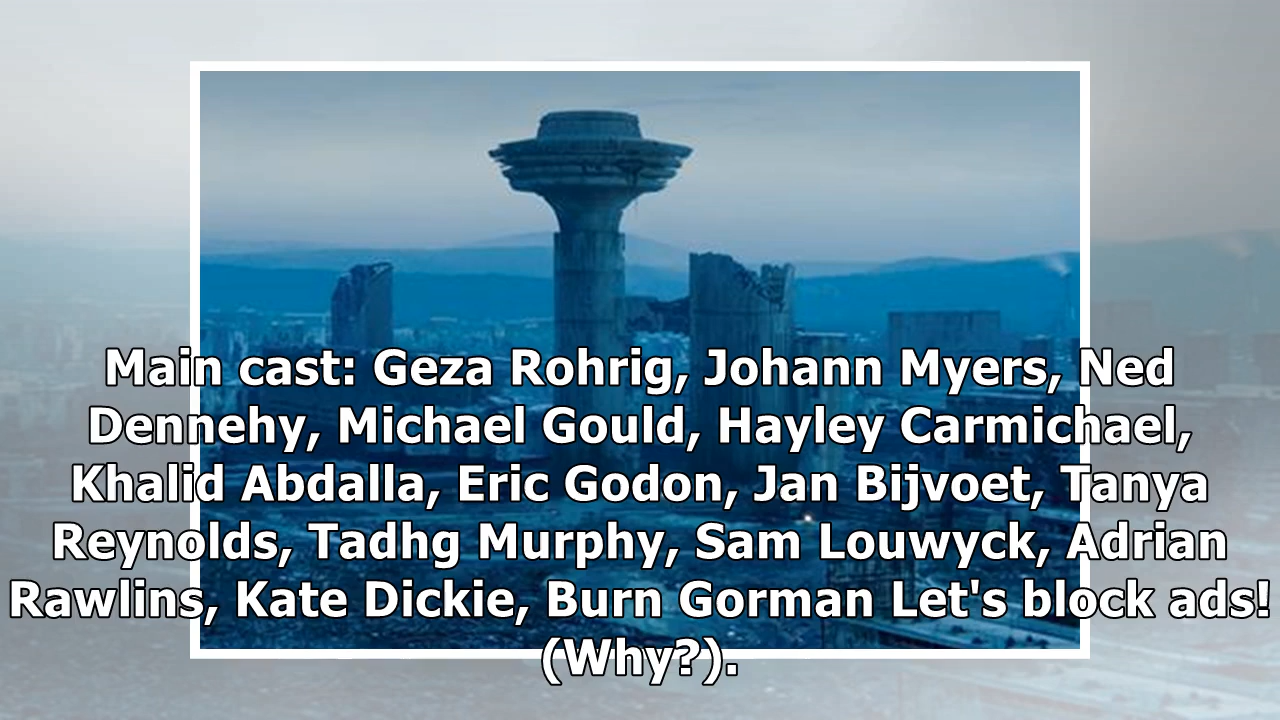 Main cast: Geza Rohrig, Johann Myers, Ned
Dennehy, Michael Gould, Hayley Carmichael,
Khalid Abdalla, Eric Godon, Jan Bijvoet, Tanya
Reynolds, Tadhg Murphy, Sam Louwyck, Adrian
Rawlins, Kate Dickie, Burn Gorman Let's block ads!
(Why?).